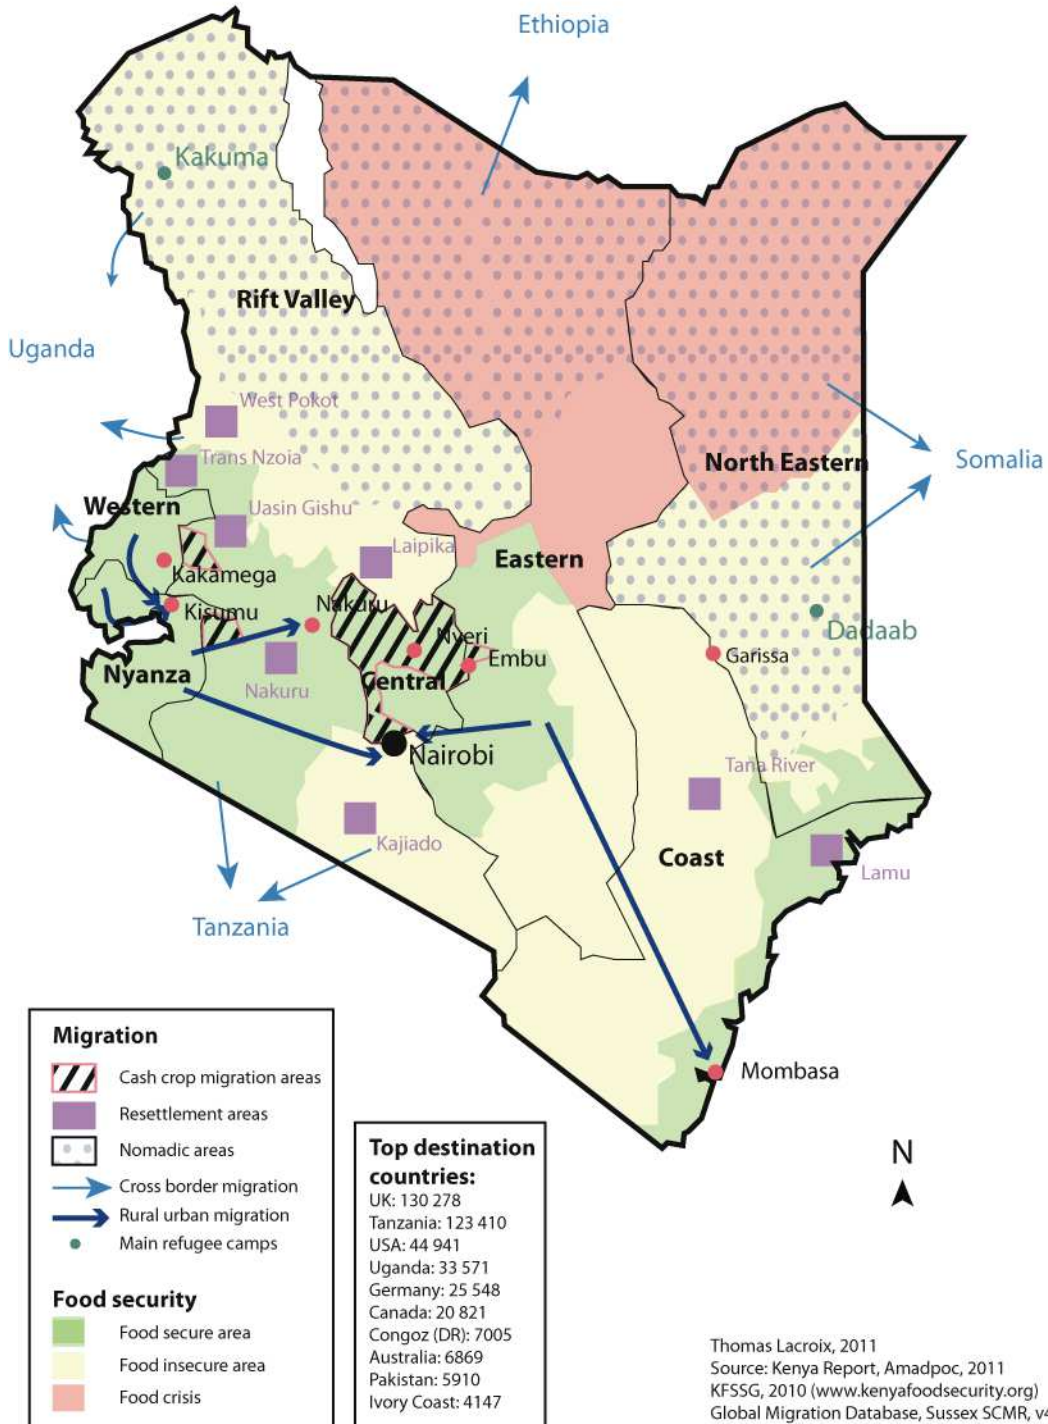 Ethiopia
Kakuma
Rift Valley
Uganda
West Pokot
Trans Nzoia
North Eastern
Somalia
Western
Uasin Gishu
Laipika
Eastern
Kakamega
Kisumu
Nakuru
Nyeri
Embu
Dadaab
Garissa
Nyanza
Nakuru
Central
Nairobi
Tana River
Kajiado
Coast
Lamu
Tanzania
Mombasa
N
Migration
Cash crop migration areas
Resettlement areas
Nomadic areas
Cross border migration
Rural urban migration
Main refugee camps
Food security
Food secure area
Food insecure area
Food crisis
Top destination
countries:
UK: 130 278
Tanzania: 123 410
USA: 44 941
Uganda: 33 571
Germany: 25 548
Canada: 20 821
Congoz (DR): 7005
Australia: 6869
Pakistan: 5910
Ivory Coast: 4147
Thomas Lacroix, 2011
Source: Kenya Report, Amadpoc, 2011
KFSSG, 2010 (www.kenyafoodsecurity.org)
Global Migration Database, Sussex SCMR, v4